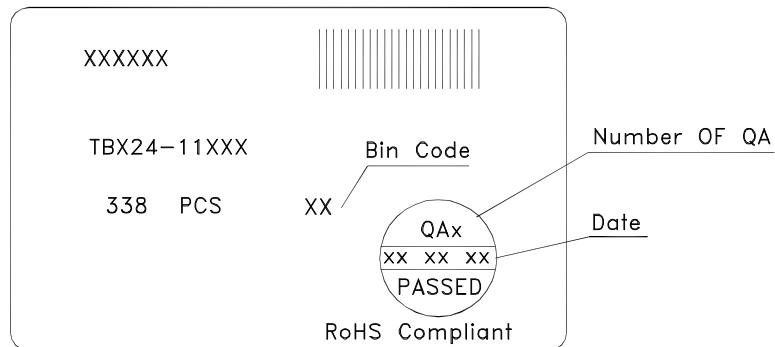 XXXXXX
TBX24-11XXX
Bin Code
Number OF QA
338 PCS
XX
QAx
Date
XX XX XX
PASSED
RoHS Compliant